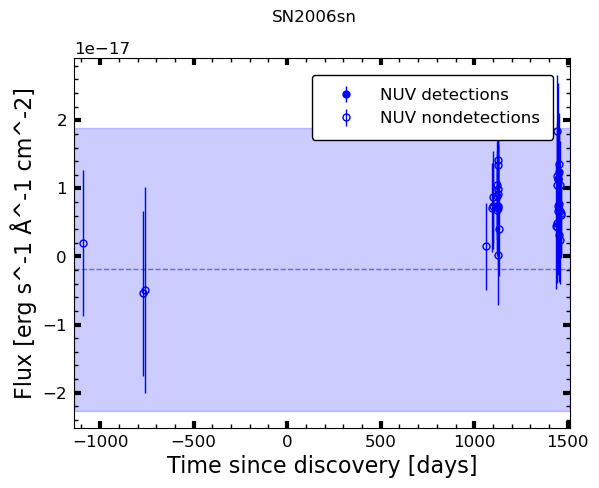 SN2006sn
1e−17
NUV detections
NUV nondetections
2
1
0
−1
−2
Flux [erg s^-1 Å^-1 cm^-2]
−1000
−500
0
500
1000
1500
Time since discovery [days]